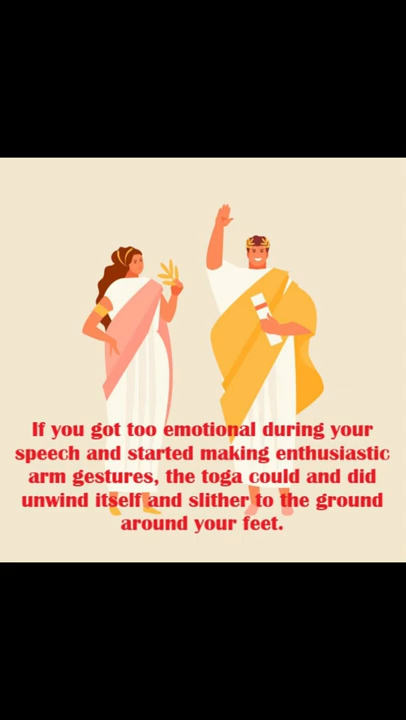 If you got too emotional during your
speech and started making enthusiastic
arm gestures, the toga could and did
unwind itself and slither to the ground
around your feet.